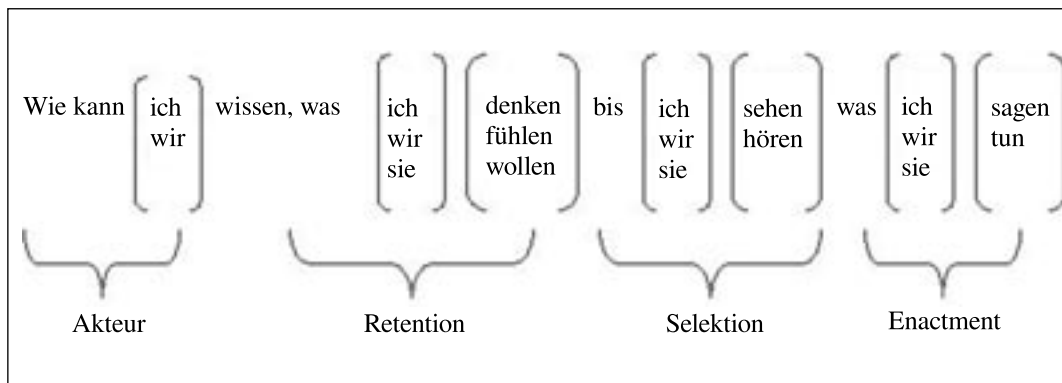 Wie kann ich wissen, was ich denken bis ich sehen was ich sagen
wir wir fühlen wir hören wir tun
sie wollen sie sie
Akteur Retention Selektion Enactment